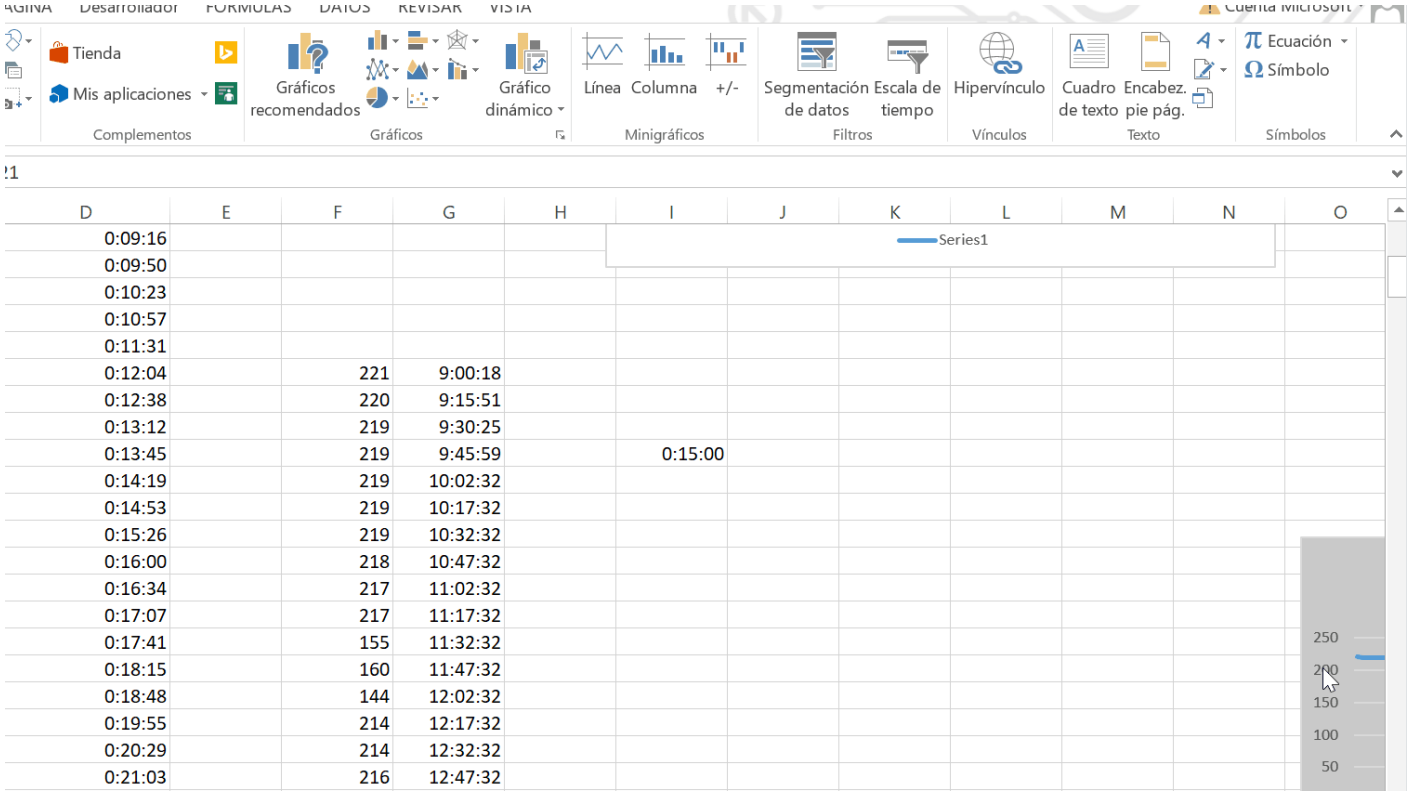 Desarrollador FÓRMULAS DATOS REVISAR VISTA Cuenta Microsoft
Tienda
Mis aplicaciones
Complementos
Gráficos
recomendados
Gráficos
Gráfico
dinámico
Línea Columna +/-
Minigráficos
Segmentación
de datos
Escala de
tiempo
Filtros
Hipervínculo
Vínculos
Cuadro
de texto
Encabez.
pie pág.
A
A
Texto
π Ecuación
Ω Símbolo
Símbolos
21
D E F G H I J K L M N O
0:09:16 Series1
0:09:50
0:10:23
0:10:57
0:11:31
0:12:04 221 9:00:18
0:12:38 220 9:15:51
0:13:12 219 9:30:25
0:13:45 219 9:45:59 0:15:00
0:14:19 219 10:02:32
0:14:53 219 10:17:32
0:15:26 219 10:32:32
0:16:00 218 10:47:32
0:16:34 217 11:02:32
0:17:07 217 11:17:32
0:17:41 155 11:32:32
0:18:15 160 11:47:32
0:18:48 144 12:02:32
0:19:55 214 12:17:32
0:20:29 214 12:32:32
0:21:03 216 12:47:32
250
200
150
100
50